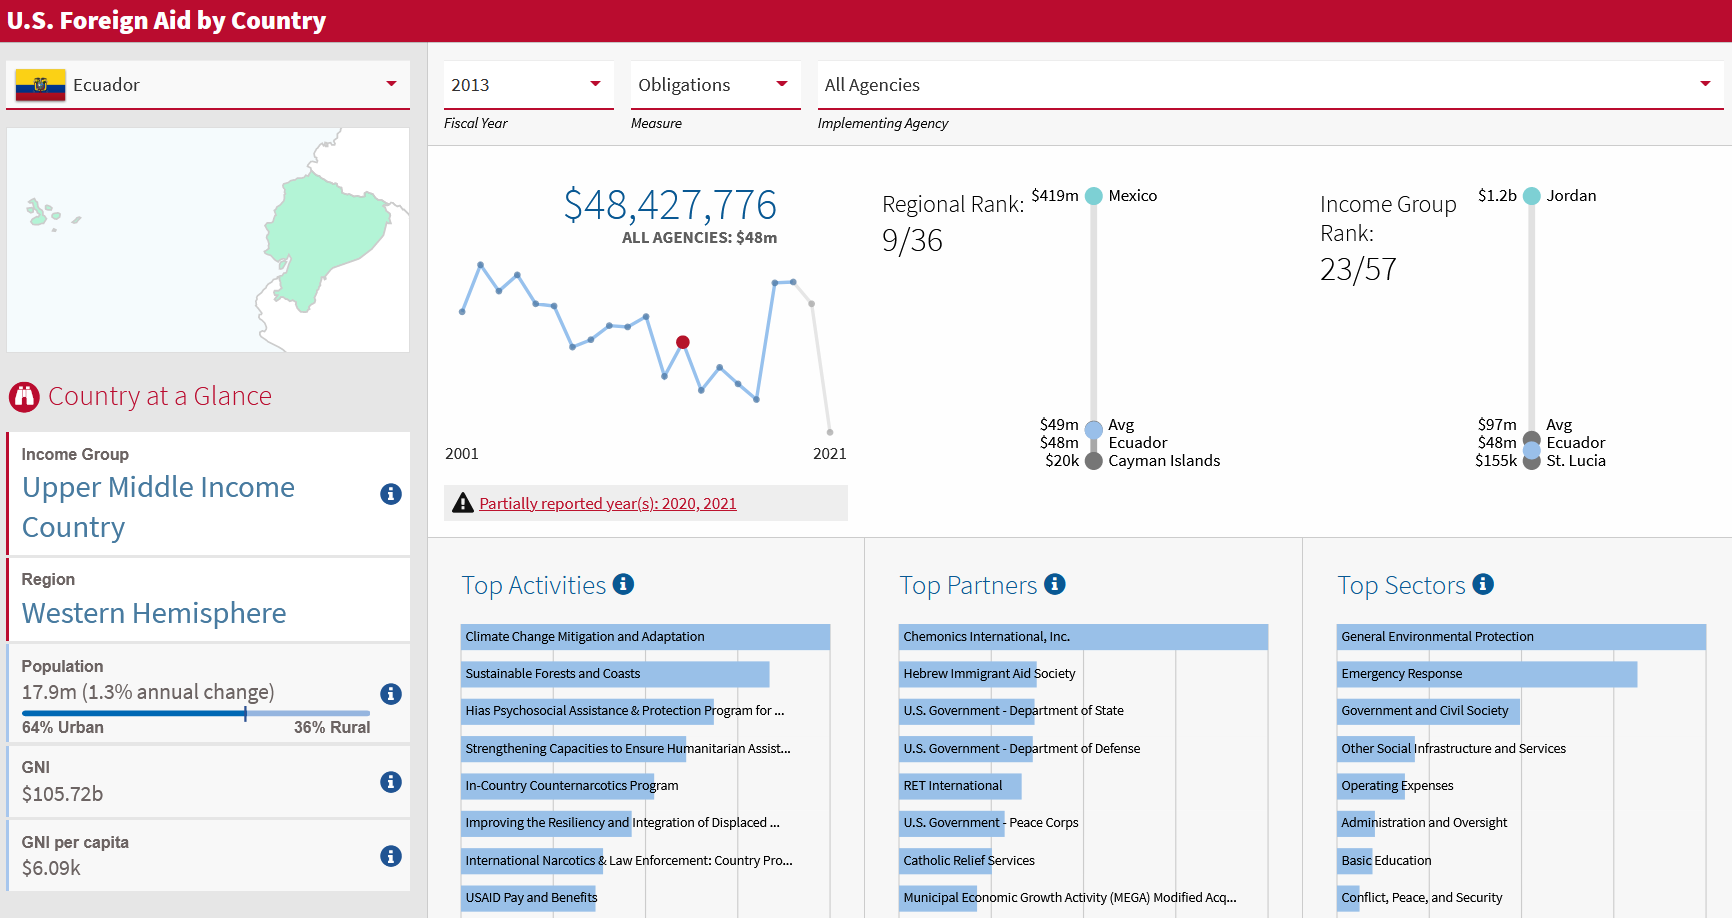 U.S. Foreign Aid by Country
Ecuador
2013
Obligations
All Agencies
Fiscal Year
Measure
Implementing Agency
$48,427,776
ALL AGENCIES: $48m
2001
2021
Partially reported year(s): 2020, 2021
Regional Rank:
9/36
$419m
Mexico
$49m
Avg
$48m
Ecuador
$20k
Cayman Islands
Income Group
Rank:
23/57
$1.2b
Jordan
$97m
Avg
$48m
Ecuador
$155k
St. Lucia
Country at a Glance
Income Group
Upper Middle Income
Country
Region
Western Hemisphere
Population
17.9m (1.3% annual change)
64% Urban
36% Rural
GNI
$105.72b
GNI per capita
$6.09k
Top Activities
Climate Change Mitigation and Adaptation
Sustainable Forests and Coasts
Hias Psychosocial Assistance & Protection Program for ...
Strengthening Capacities to Ensure Humanitarian Assist...
In-Country Counternarcotics Program
Improving the Resiliency and Integration of Displaced ...
International Narcotics & Law Enforcement: Country Pro...
USAID Pay and Benefits
Top Partners
Chemonics International, Inc.
Hebrew Immigrant Aid Society
U.S. Government - Department of State
U.S. Government - Department of Defense
RET International
U.S. Government - Peace Corps
Catholic Relief Services
Municipal Economic Growth Activity (MEGA) Modified Acq...
Top Sectors
General Environmental Protection
Emergency Response
Government and Civil Society
Other Social Infrastructure and Services
Operating Expenses
Administration and Oversight
Basic Education
Conflict, Peace, and Security